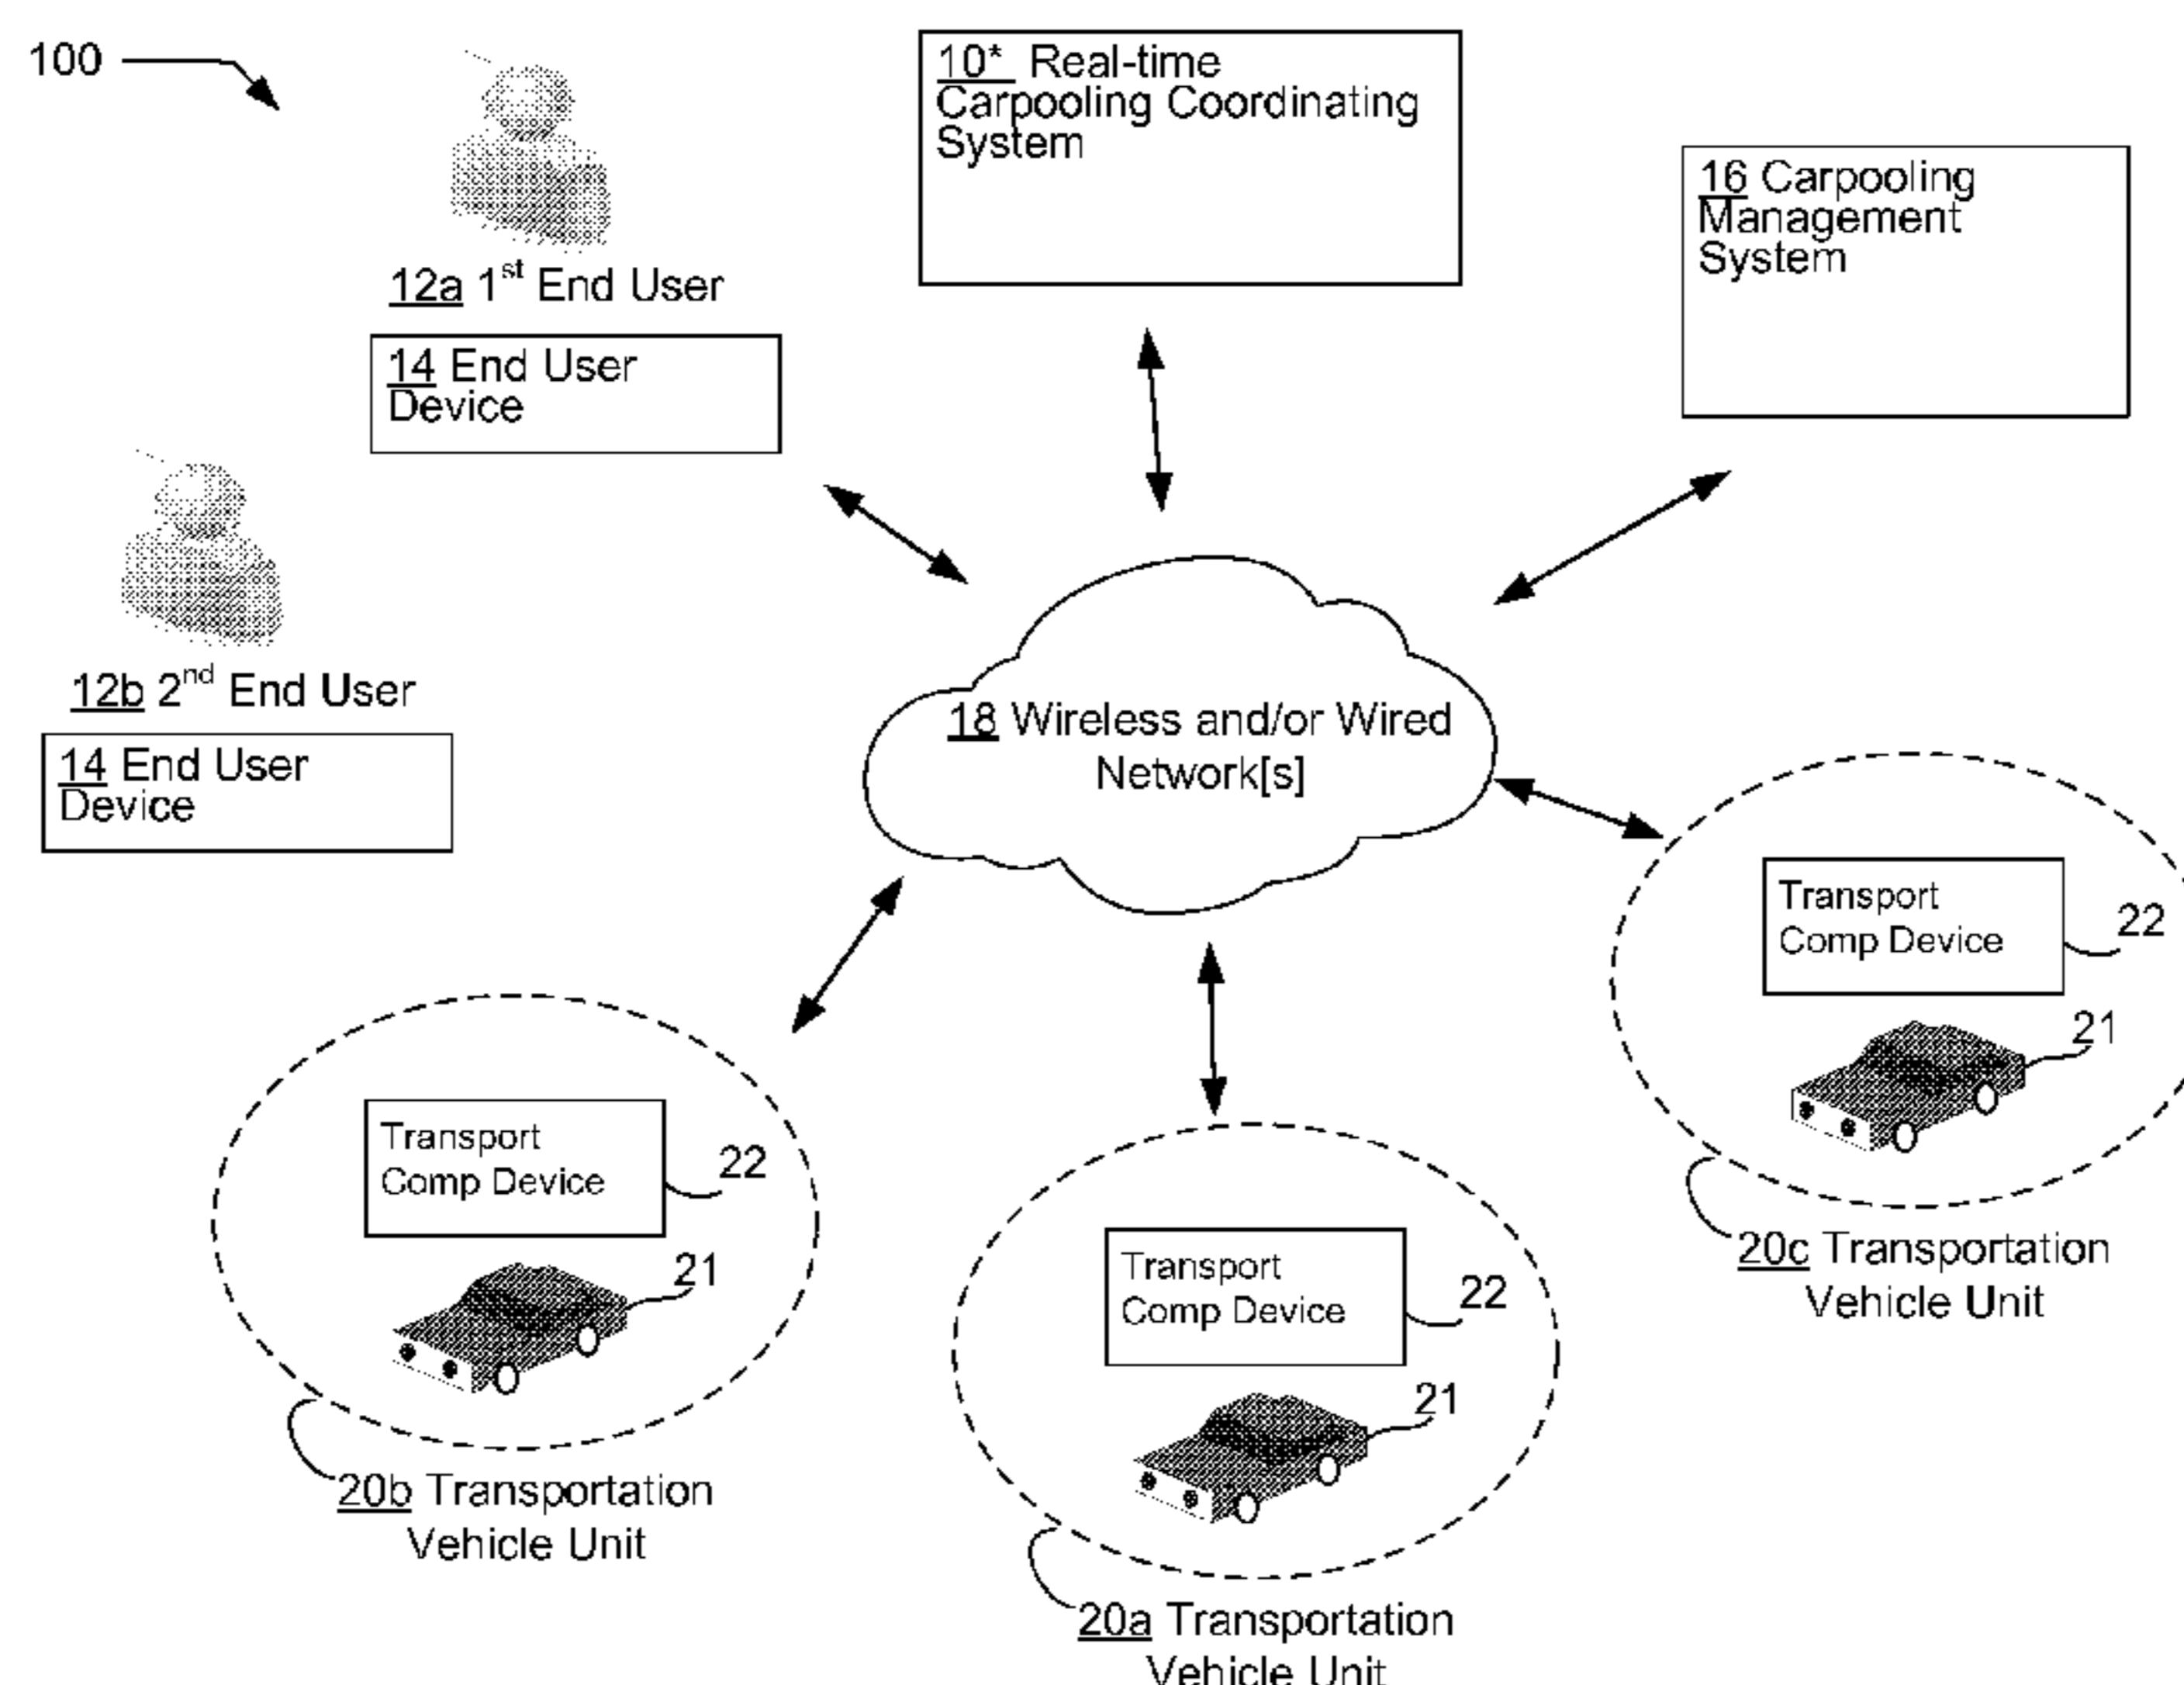 100
10* Real-time
Carpooling Coordinating
System
16 Carpooling
Management
System
12a 1st End User
14 End User
Device
12b 2nd End User
14 End User
Device
18 Wireless and/or Wired
Network[s]
Transport
Comp Device
22
21
20c Transportation
Vehicle Unit
Transport
Comp Device
22
21
20b Transportation
Vehicle Unit
Transport
Comp Device
22
21
20a Transportation
Vehicle Unit